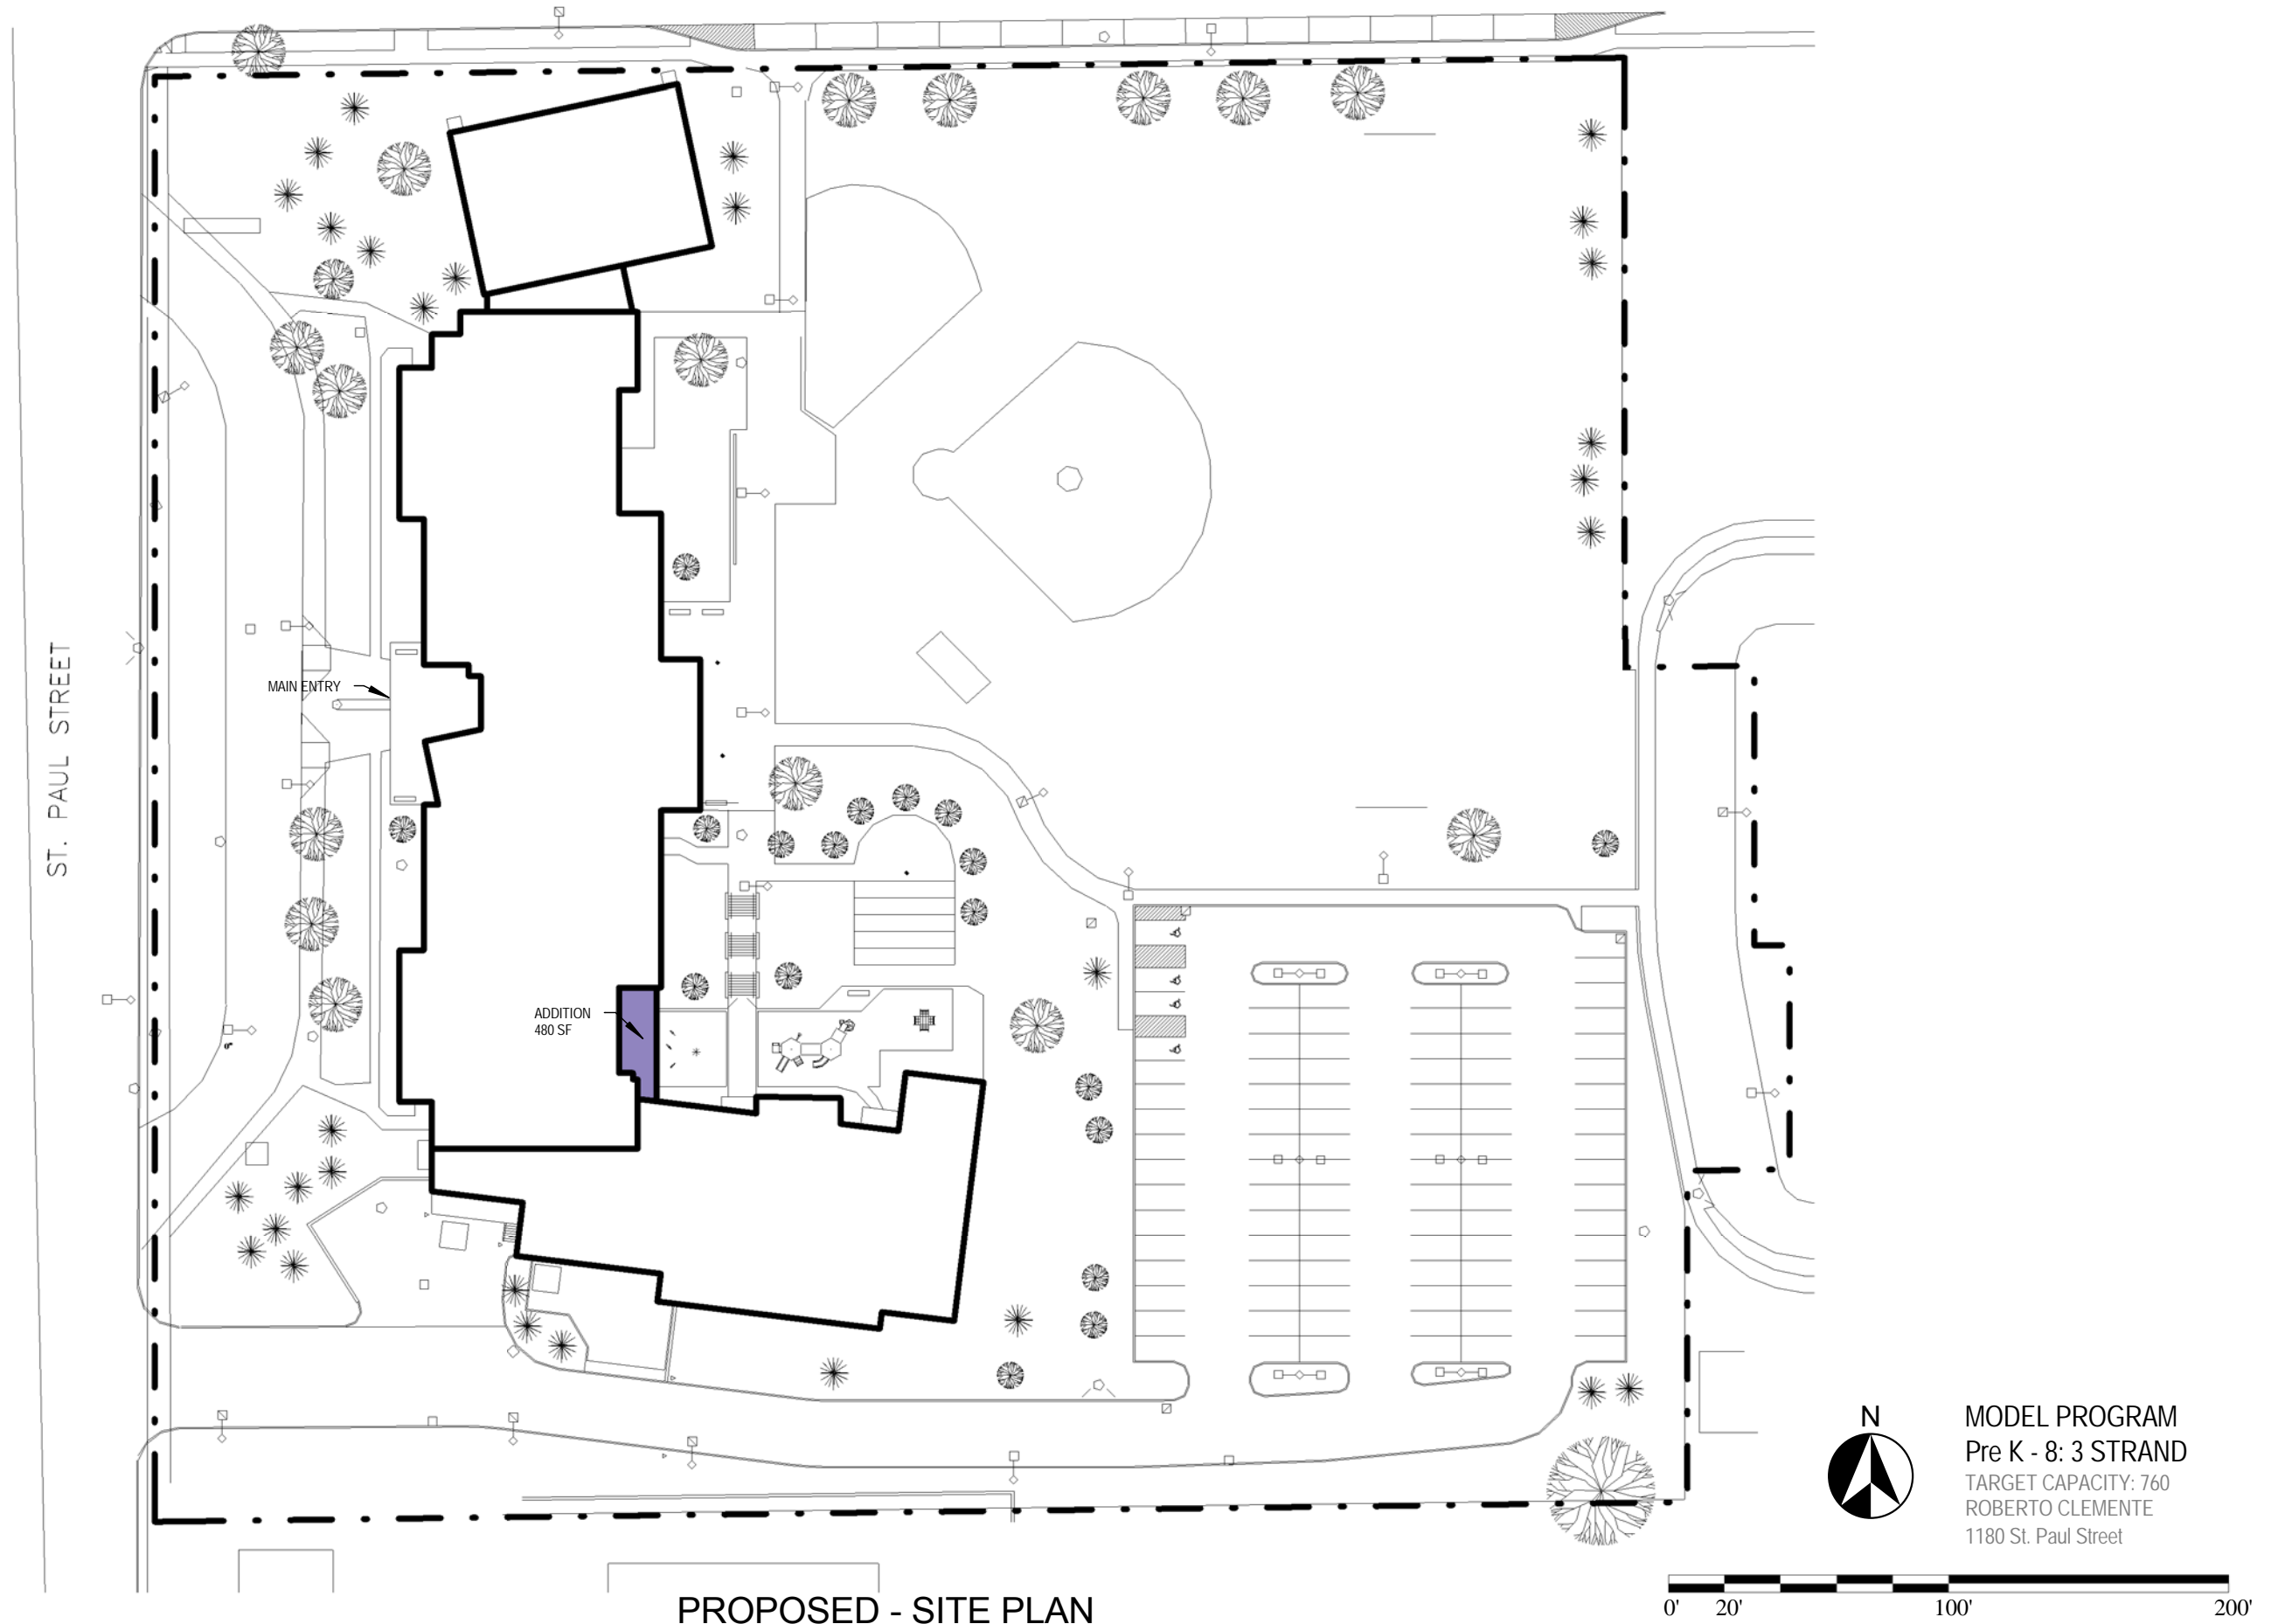 ST. PAUL STREET
MAIN ENTRY
ADDITION
480 SF
N
MODEL PROGRAM
Pre K - 8: 3 STRAND
TARGET CAPACITY: 760
ROBERTO CLEMENTE
1180 St. Paul Street
0' 20' 100' 200'
PROPOSED - SITE PLAN